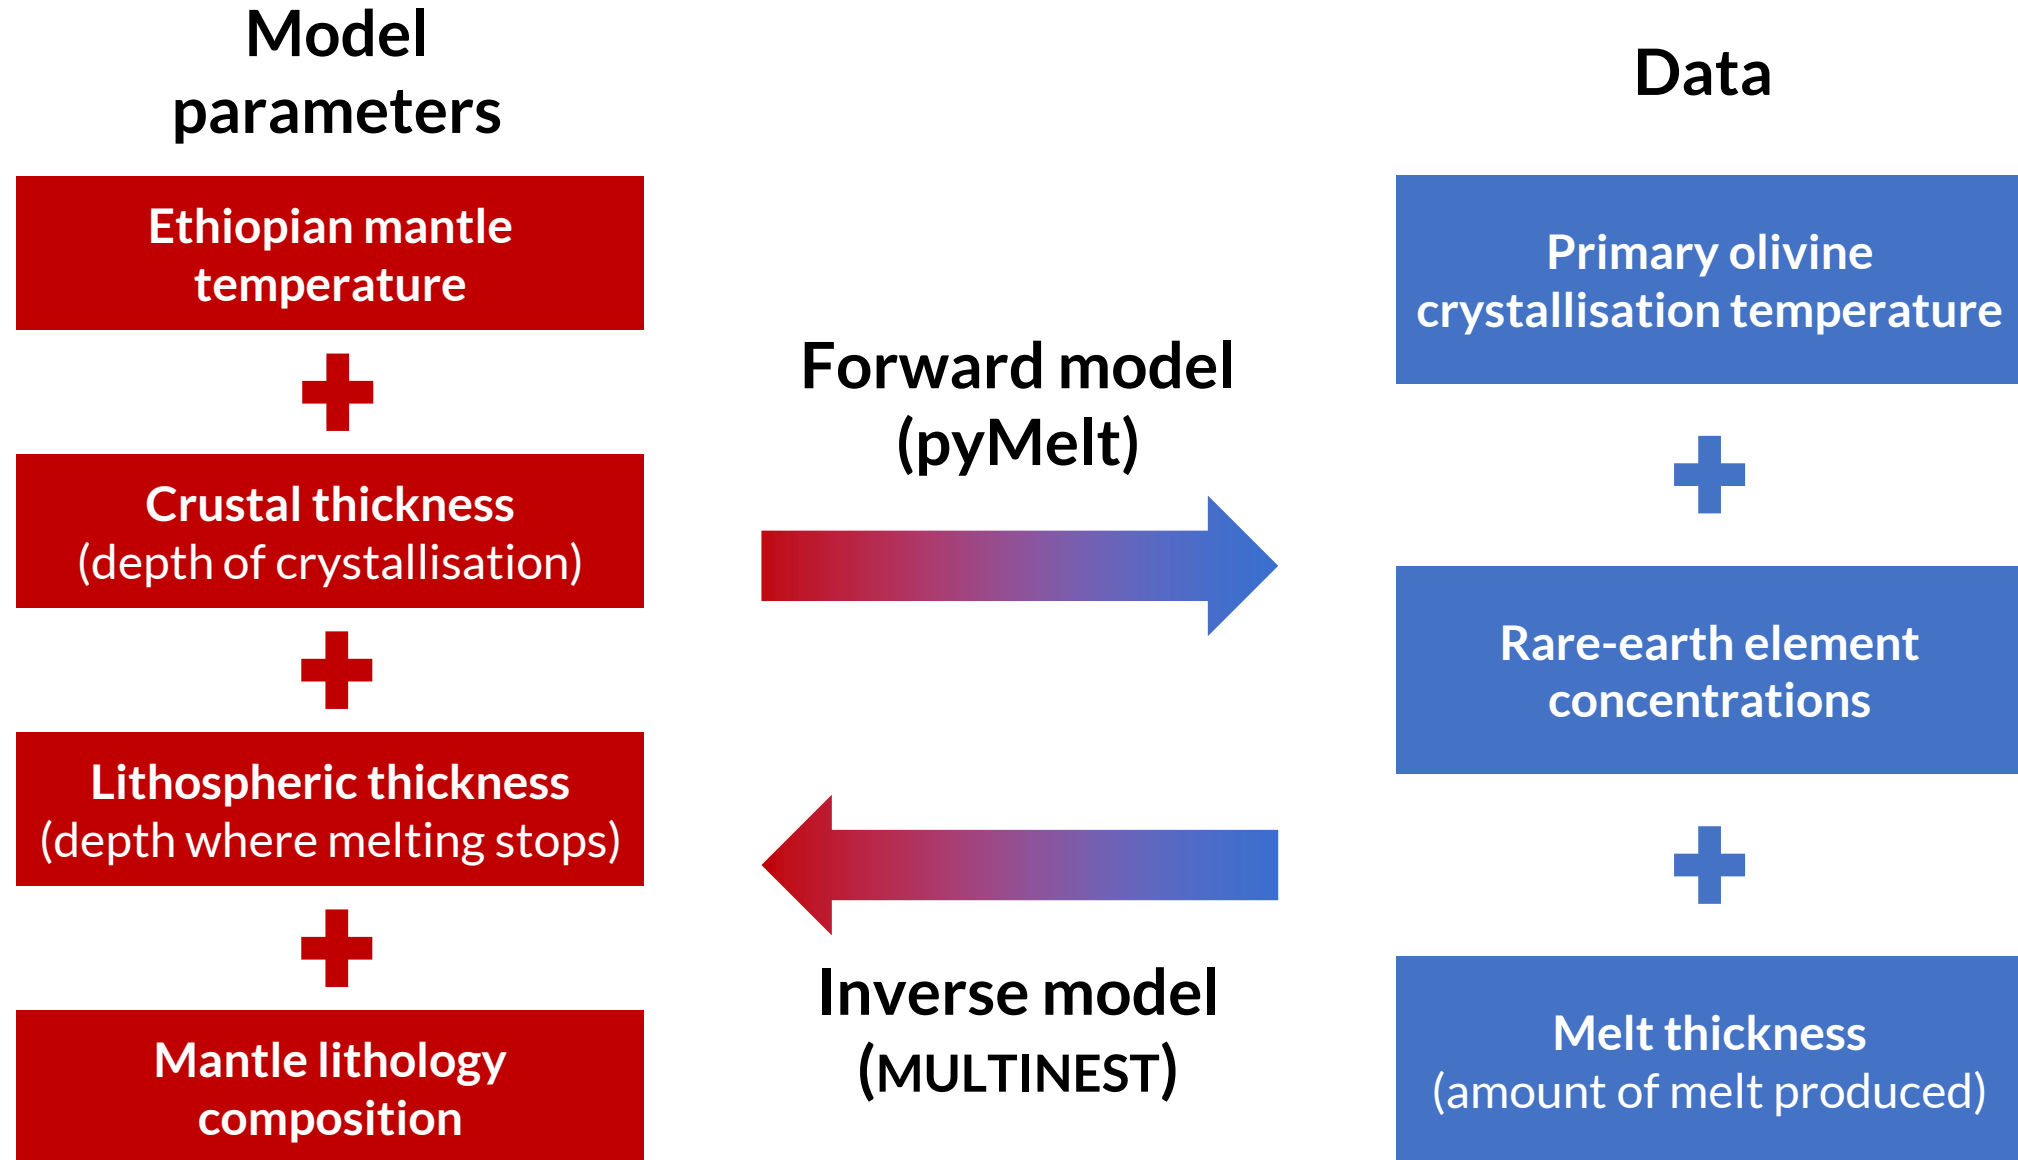 Model
parameters
Ethiopian mantle
temperature
Crustal thickness
(depth of crystallisation)
Lithospheric thickness
(depth where melting stops)
Mantle lithology
composition
Forward model
(pyMelt)
Inverse model
(MULTINEST)
Data
Primary olivine
crystallisation temperature
Rare-earth element
concentrations
Melt thickness
(amount of melt produced)